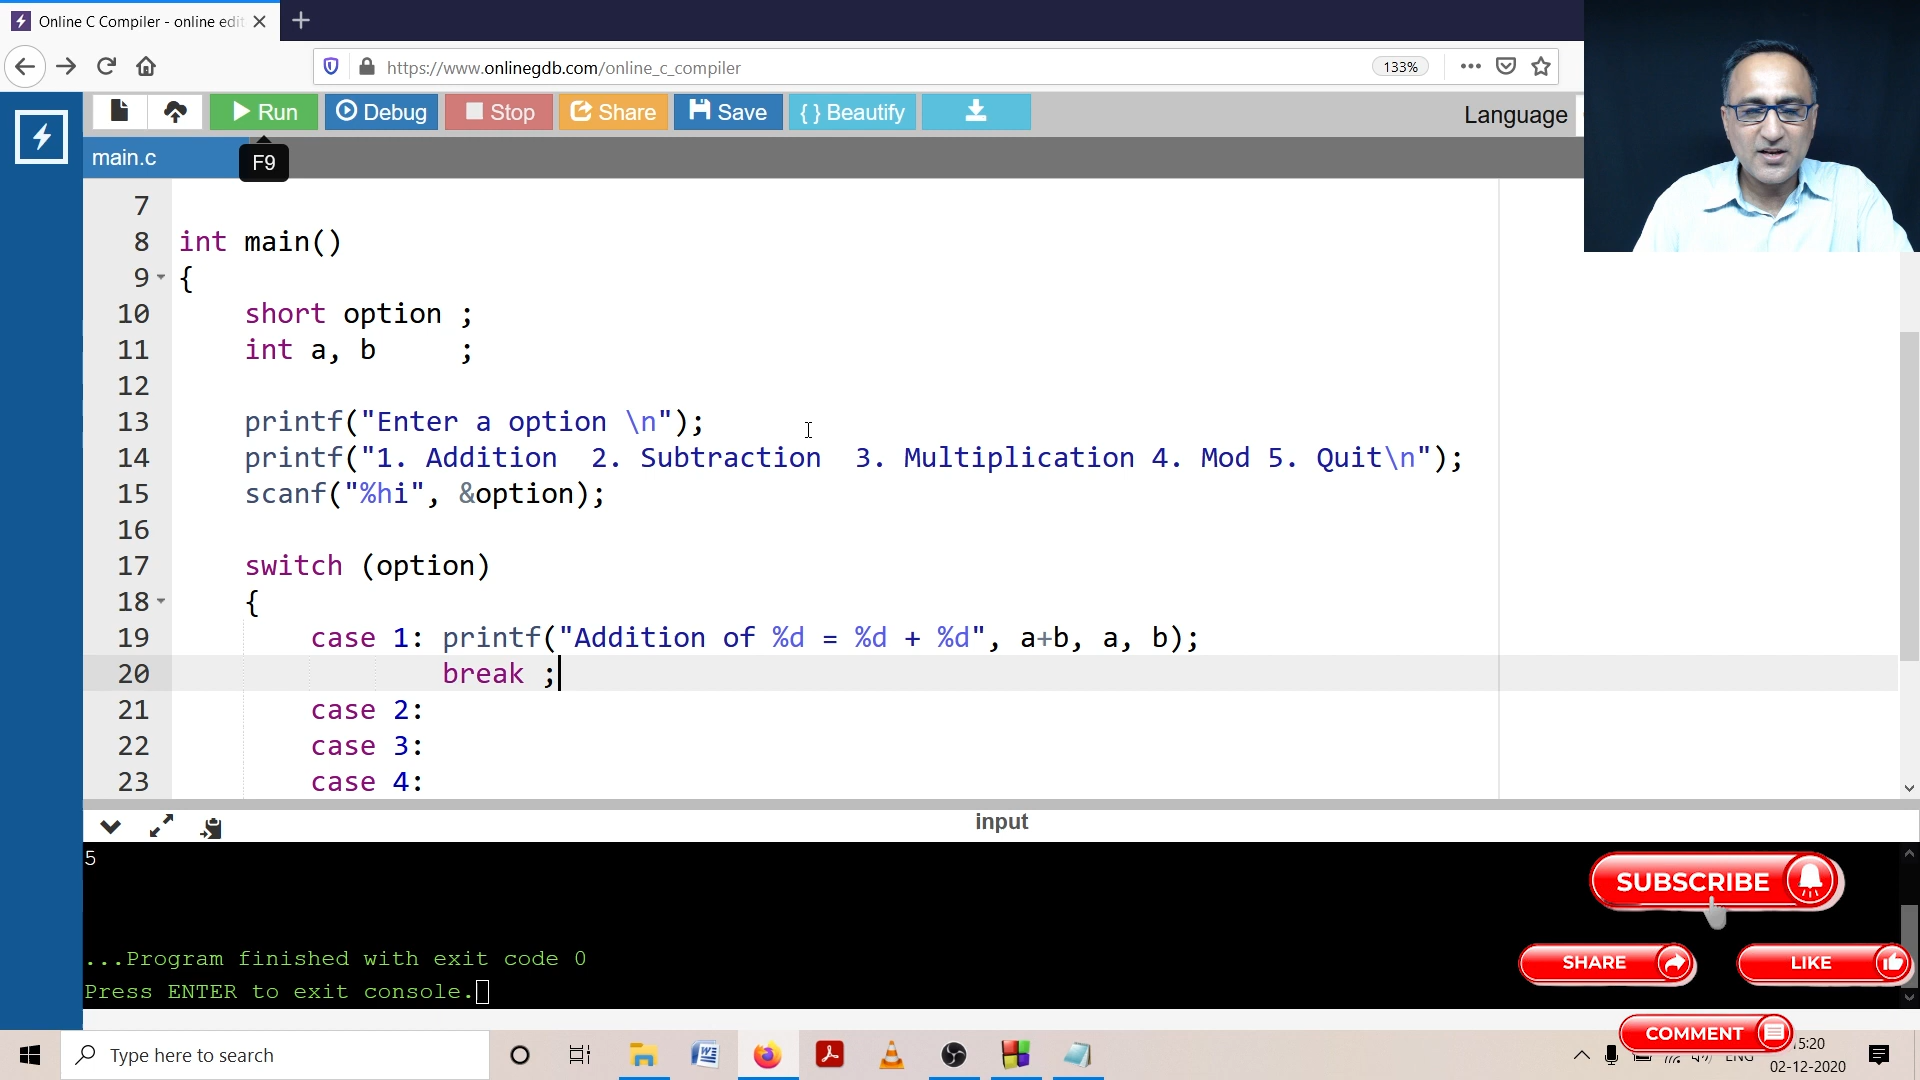 Online C Compiler - online edit
https://www.onlinegdb.com/online_c_compiler
133%
Run
Debug
Stop
Share
Save
{ } Beautify
Language
main.c
F9
7
8 int main()
9 {
10 short option ;
11 int a, b ;
12
13 printf("Enter a option \n");
14 printf("1. Addition 2. Subtraction 3. Multiplication 4. Mod 5. Quit\n");
15 scanf("%hi", &option);
16
17 switch (option)
18 {
19 case 1: printf("Addition of %d = %d + %d", a+b, a, b);
20 break ;
21 case 2:
22 case 3:
23 case 4:
input
5
...Program finished with exit code 0
Press ENTER to exit console.
SUBSCRIBE
SHARE
LIKE
COMMENT
Type here to search
ENG
15:20
02-12-2020